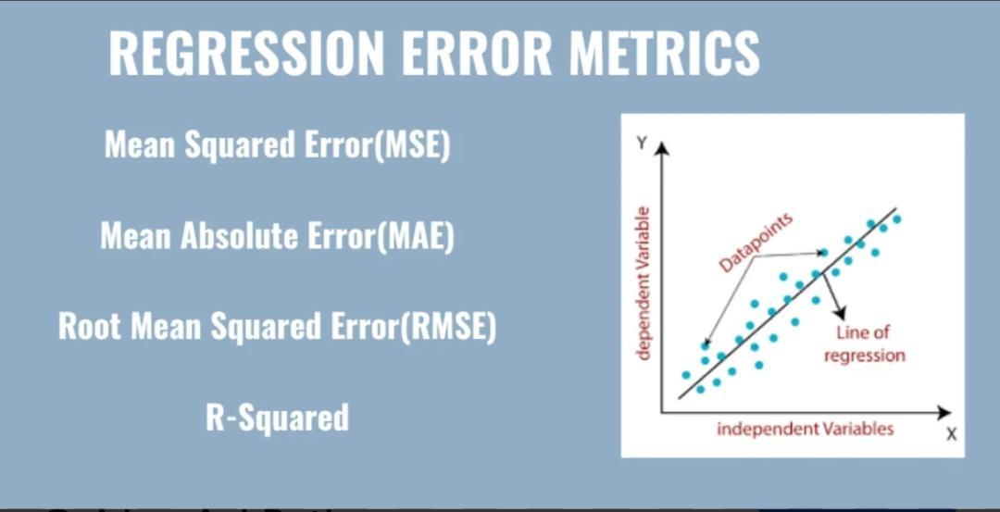 REGRESSION ERROR METRICS
Mean Squared Error(MSE)
Mean Absolute Error(MAE)
Root Mean Squared Error(RMSE)
R-Squared
Y
dependent Variable
Datapoints
Line of
regression
independent Variables
X